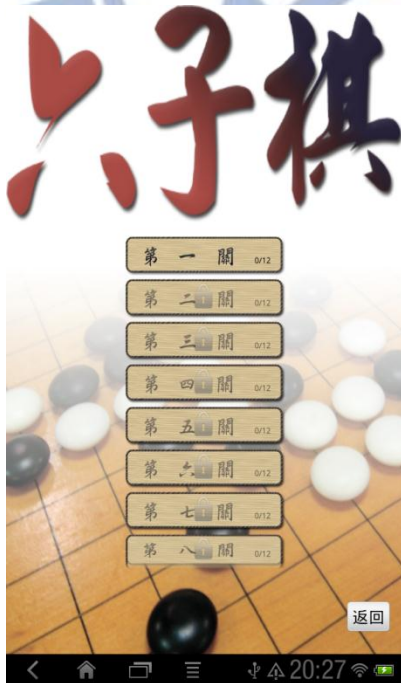 六子棋
第一關 0/12
第二關 0/12
第三關 0/12
第四關 0/12
第五關 0/12
第六關 0/12
第七關 0/12
第八關 0/12
返回
20:27